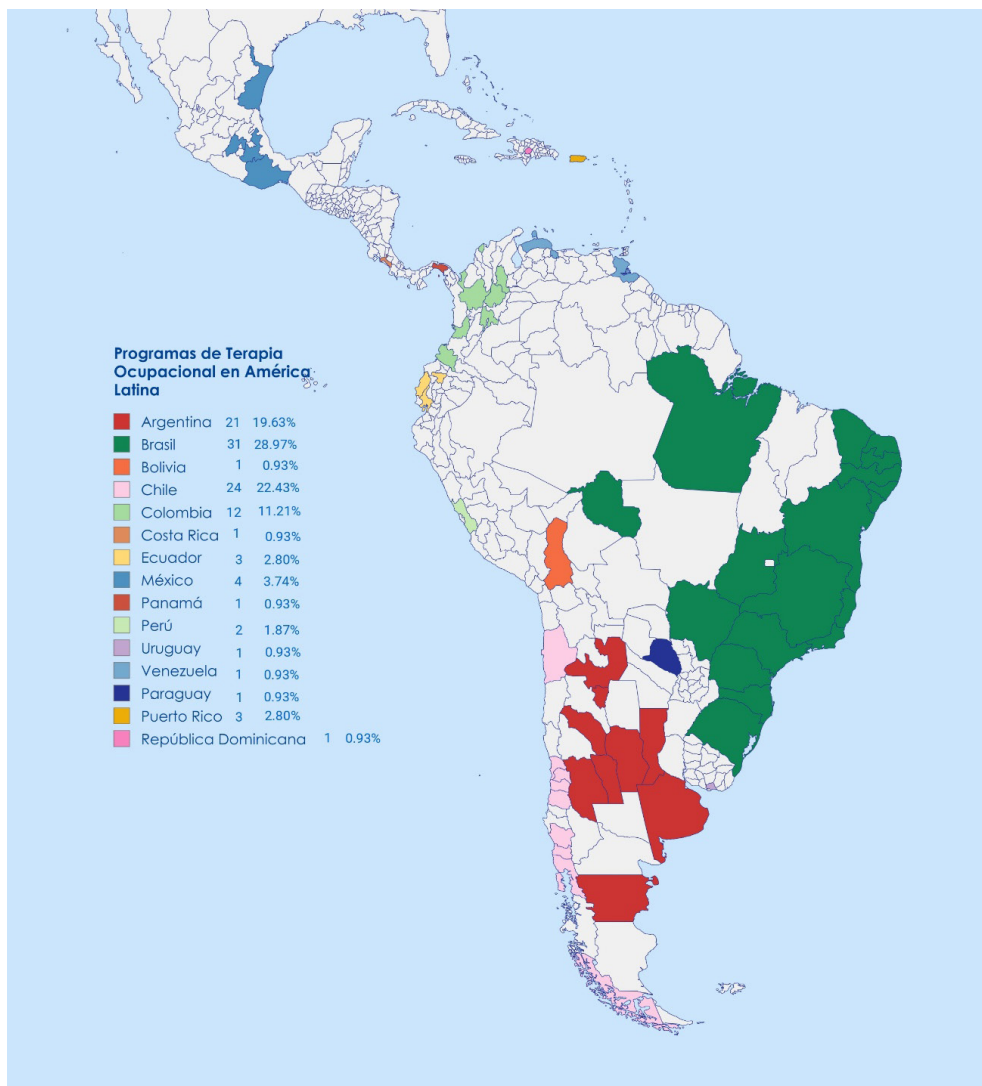 Programas de Terapia
Ocupacional en América
Latina
Argentina 21 19.63%
Brasil 31 28.97%
Bolivia 1 0.93%
Chile 24 22.43%
Colombia 12 11.21%
Costa Rica 1 0.93%
Ecuador 3 2.80%
México 4 3.74%
Panamá 1 0.93%
Perú 2 1.87%
Uruguay 1 0.93%
Venezuela 1 0.93%
Paraguay 1 0.93%
Puerto Rico 3 2.80%
República Dominicana 1 0.93%